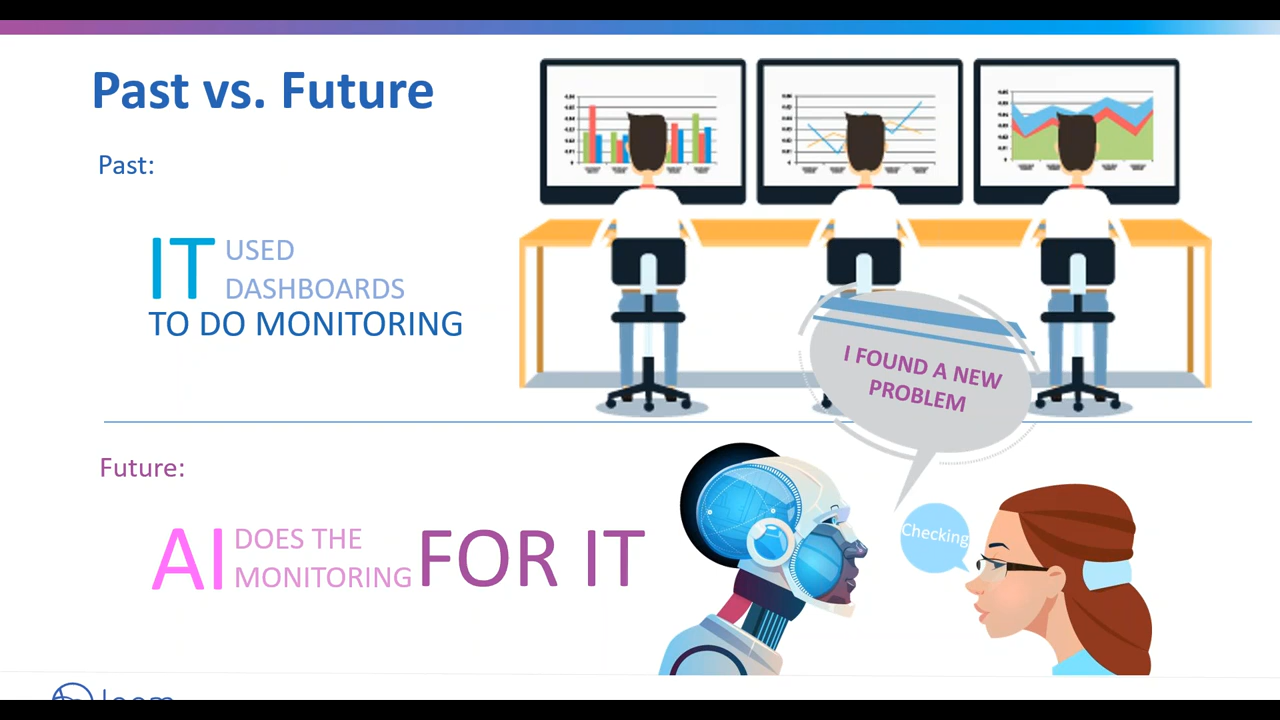 Past vs. Future
Past:
IT USED
DASHBOARDS
TO DO MONITORING
I FOUND A NEW
PROBLEM
Future:
AI DOES THE
MONITORING FOR IT
Checking